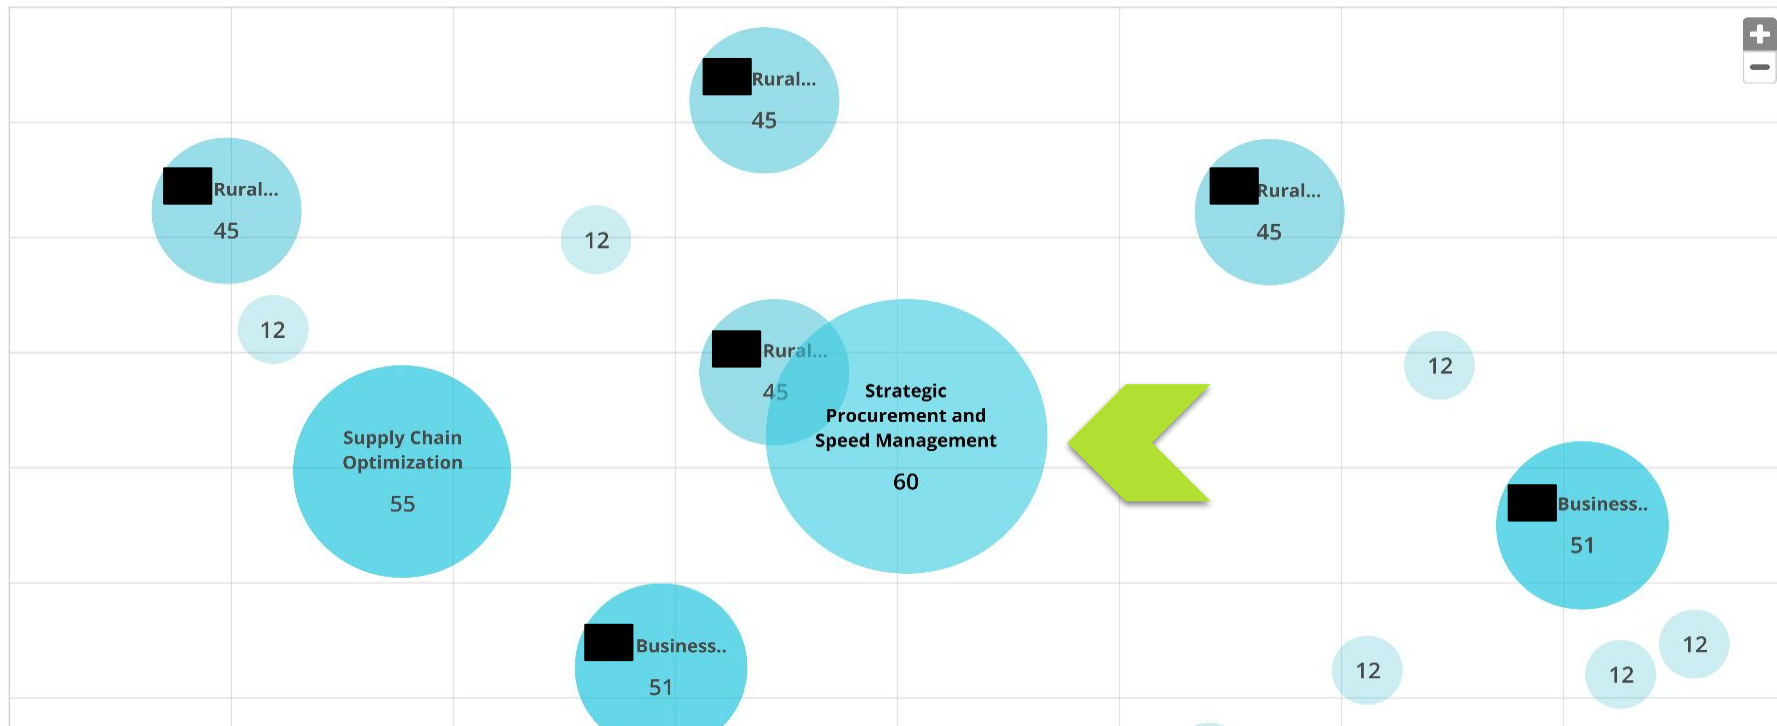 Rural...
45
Rural...
45
Rural...
45
12
12
Rural...
45
12
Strategic
Procurement and
Speed Management
60
Supply Chain
Optimization
55
Business..
51
Business..
51
12
12
12